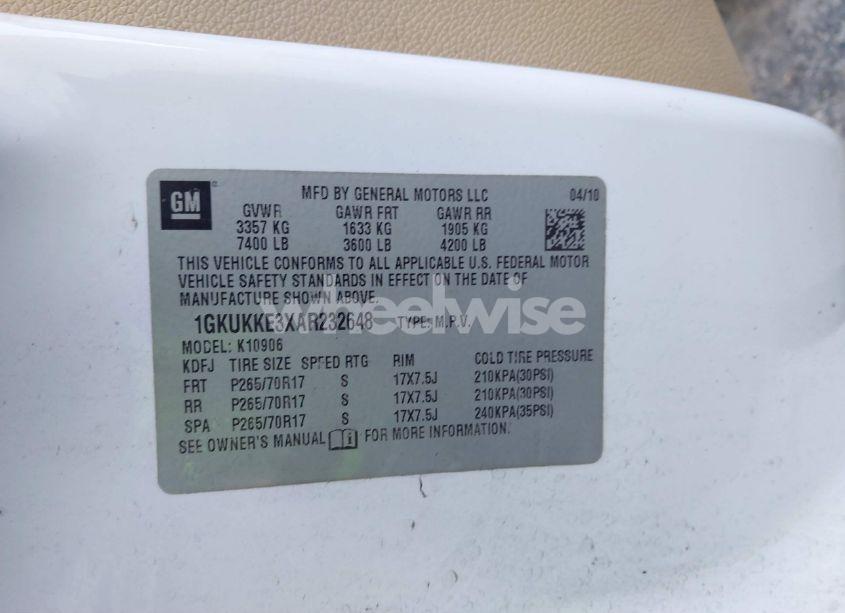 GM
MFD BY GENERAL MOTORS LLC 04/10
GVWR GAWR FRT GAWR RR
3357 KG 1633 KG 1905 KG
7400 LB 3600 LB 4200 LB
THIS VEHICLE CONFORMS TO ALL APPLICABLE U.S. FEDERAL MOTOR
VEHICLE SAFETY STANDARDS IN EFFECT ON THE DATE OF
MANUFACTURE SHOWN ABOVE.
wheelwise
1GKUKKE3XAR232648 TYPE: M.P.V.
MODEL: K10906
KDFJ TIRE SIZE SPEED RTG RIM COLD TIRE PRESSURE
FRT P265/70R17 S 17X7.5J 210KPA(30PSI)
RR P265/70R17 S 17X7.5J 210KPA(30PSI)
SPA P265/70R17 S 17X7.5J 240KPA(35PSI)
SEE OWNER'S MANUAL FOR MORE INFORMATION.